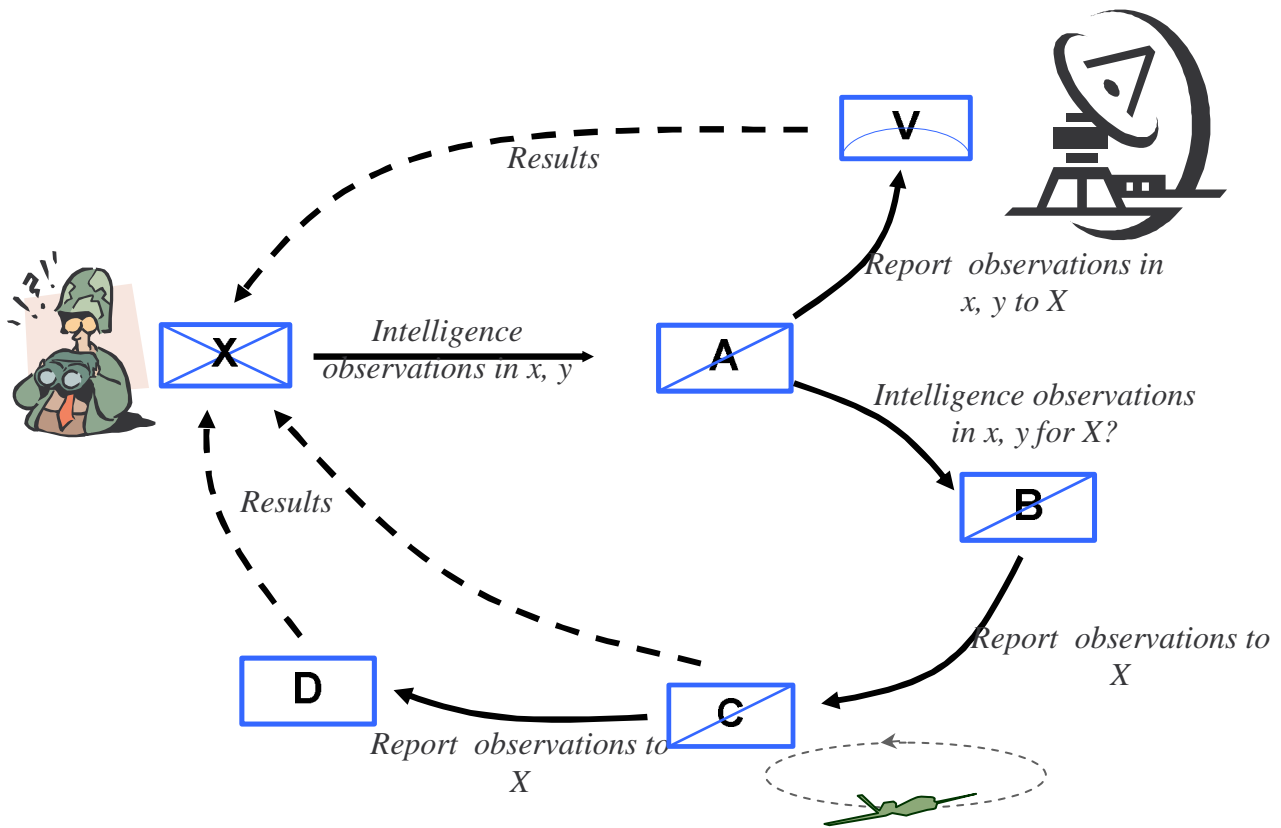 V
Results
Report observations in
x, y to X
X
Intelligence
observations in x, y
A
Intelligence observations
in x, y for X?
B
Results
Report observations to
X
D
C
Report observations to
X
?
! ! !